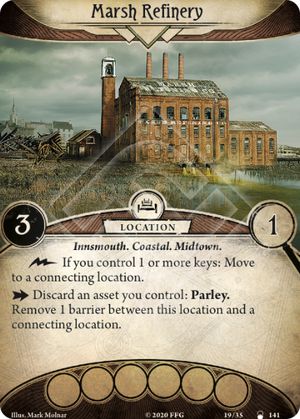 Marsh Refinery
3
LOCATION
1
Innsmouth. Coastal. Midtown.
If you control 1 or more keys: Move
to a connecting location.
Discard an asset you control: Parley.
Remove 1 barrier between this location and a
connecting location.
Illus. Mark Molnar © 2020 FFG 19/35 141